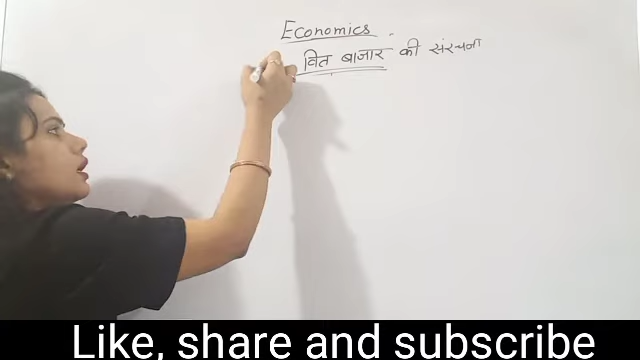 Economics
वित बाजार की संरचना
Like, share and subscribe